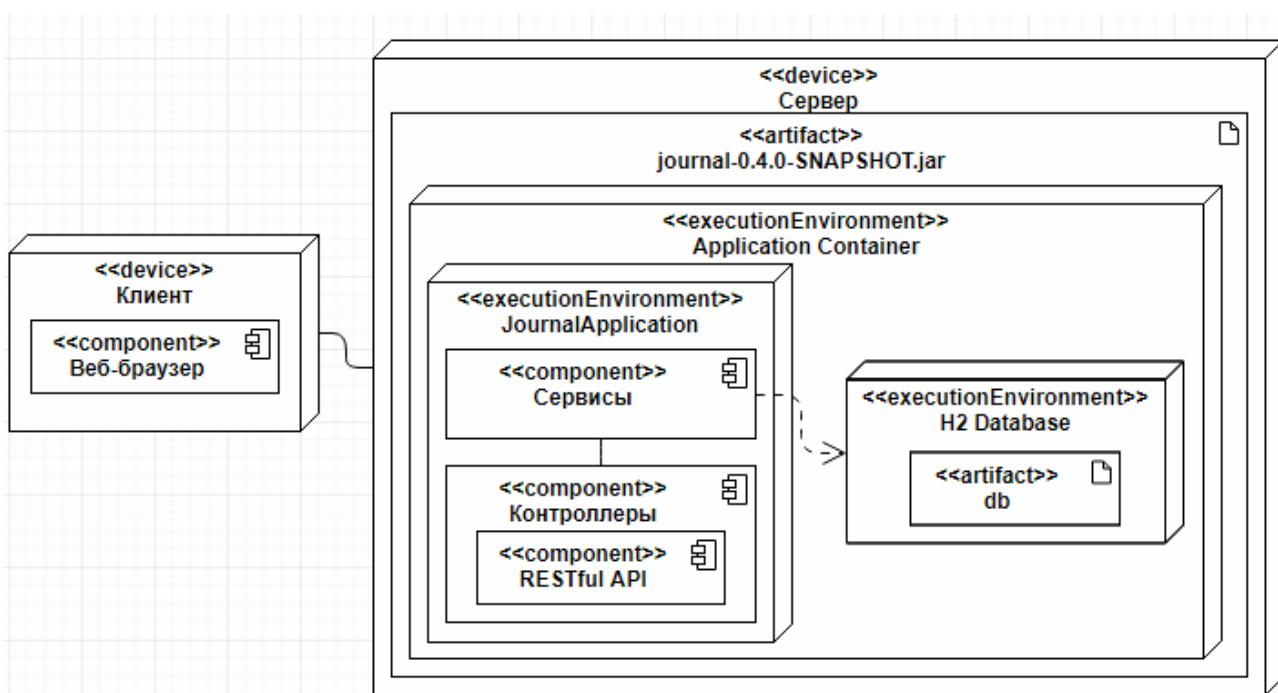 <<device>>
Сервер
<<artifact>>
journal-0.4.0-SNAPSHOT.jar
<<executionEnvironment>>
Application Container
<<device>>
Клиент
<<component>>
Веб-браузер
<<executionEnvironment>>
JournalApplication
<<component>>
Сервисы
<<component>>
Контроллеры
<<component>>
RESTful API
<<executionEnvironment>>
H2 Database
<<artifact>>
db